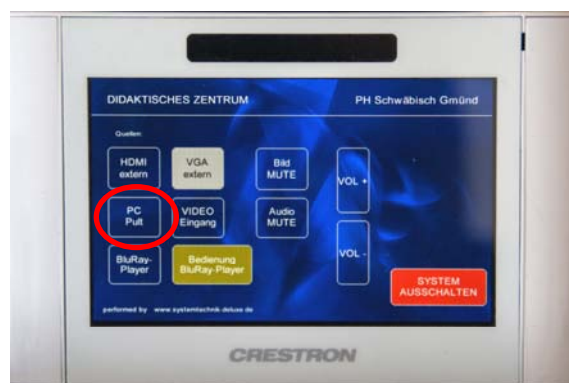 DIDAKTISCHES ZENTRUM PH Schwäbisch Gmünd
Quellen:
HDMI
extern
VGA
extern
Bild
MUTE
VOL +
PC
Pult
VIDEO
Eingang
Audio
MUTE
VOL -
BluRay-
Player
Bedienung
BluRay-Player
SYSTEM
AUSSCHALTEN
performed by www.systemtechnik-deluxe.de
CRESTRON